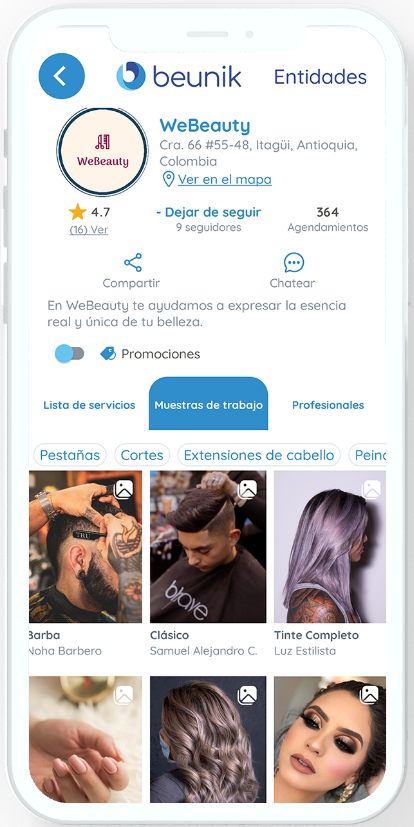 beunik
Entidades
WeBeauty
WeBeauty
Cra. 66 #55-48, Itagüi, Antioquia,
Colombia
Ver en el mapa
4.7
(16) Ver
- Dejar de seguir
9 seguidores
364
Agendamientos
Compartir
Chatear
En WeBeauty te ayudamos a expresar la esencia
real y única de tu belleza.
Promociones
Lista de servicios
Muestras de trabajo
Profesionales
Pestañas
Cortes
Extensiones de cabello
Peinc
brave
Barba
Noha Barbero
Clásico
Samuel Alejandro C.
Tinte Completo
Luz Estilista